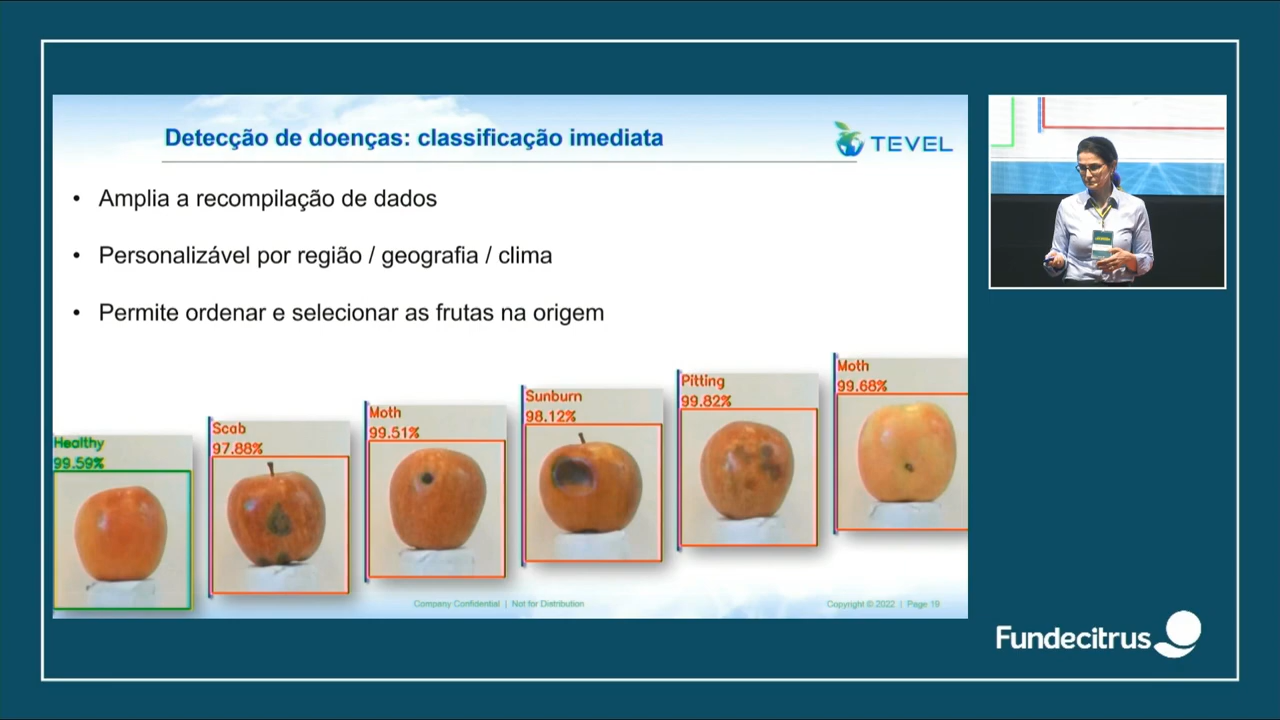 Detecção de doenças: classificação imediata
TEVEL
• Amplia a recompilação de dados
• Personalizável por região / geografia / clima
• Permite ordenar e selecionar as frutas na origem
Healthy
99.59%
Scab
97.88%
Moth
99.51%
Sunburn
98.12%
Pitting
99.82%
Moth
99.68%
Company Confidential | Not for Distribution
Copyright © 2022 | Page 19
Fundecitrus